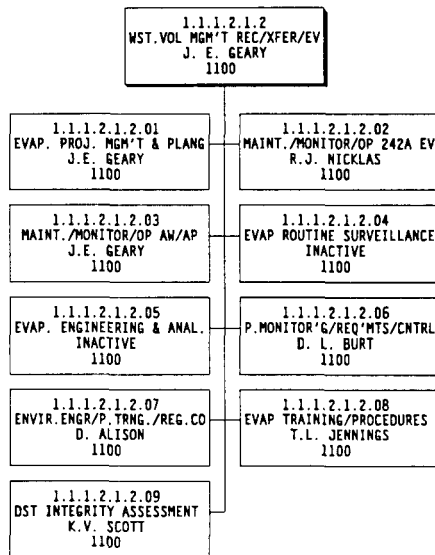 1.1.1.2.1.2
WST.VOL MGM'T REC/XFER/EV
J. E. GEARY
1100
1.1.1.2.1.2.01
EVAP. PROJ. MGM'T & PLANG
J.E. GEARY
1100
1.1.1.2.1.2.02
MAINT./MONITOR/OP 242A EV
R.J. NICKLAS
1100
1.1.1.2.1.2.03
MAINT./MONITOR/OP AW/AP
J.E. GEARY
1100
1.1.1.2.1.2.04
EVAP ROUTINE SURVEILLANCE
INACTIVE
1100
1.1.1.2.1.2.05
EVAP. ENGINEERING & ANAL.
INACTIVE
1100
1.1.1.2.1.2.06
P.MONITOR'G/REQ'MTS/CNTRL
D. L. BURT
1100
1.1.1.2.1.2.07
ENVIR.ENGR/P.TRNG./REG.CO
D. ALISON
1100
1.1.1.2.1.2.08
EVAP TRAINING/PROCEDURES
T.L. JENNINGS
1100
1.1.1.2.1.2.09
DST INTEGRITY ASSESSMENT
K.V. SCOTT
1100